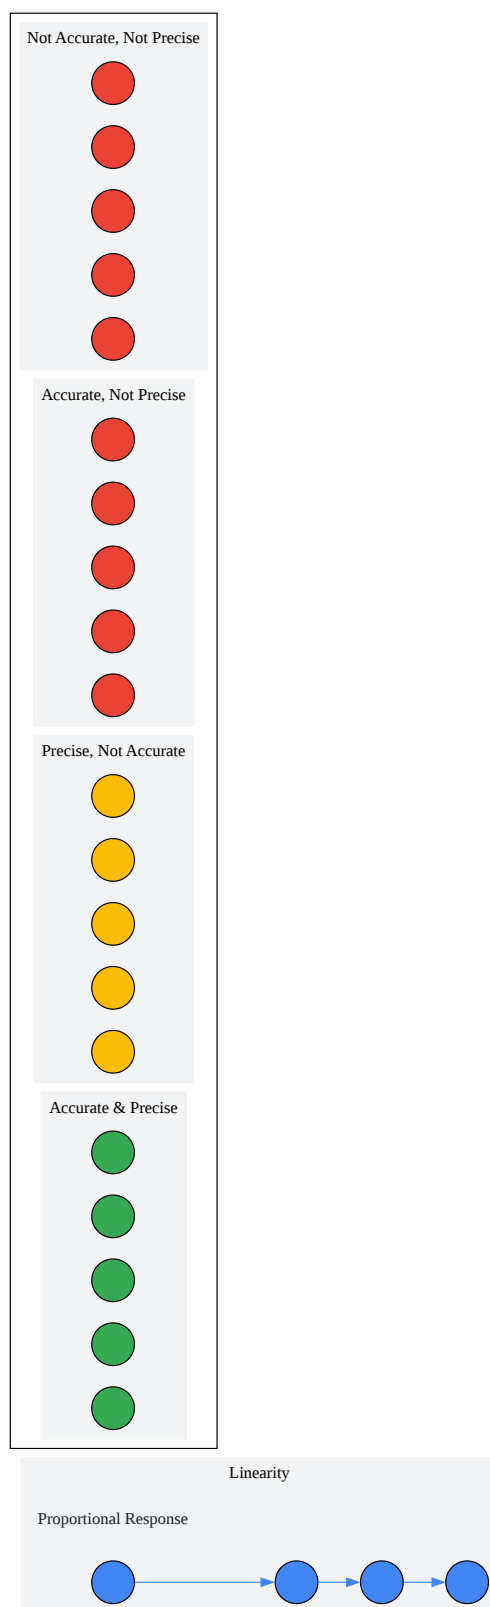 Not Accurate, Not Precise
Accurate, Not Precise
Precise, Not Accurate
Accurate & Precise
Linearity
Proportional Response